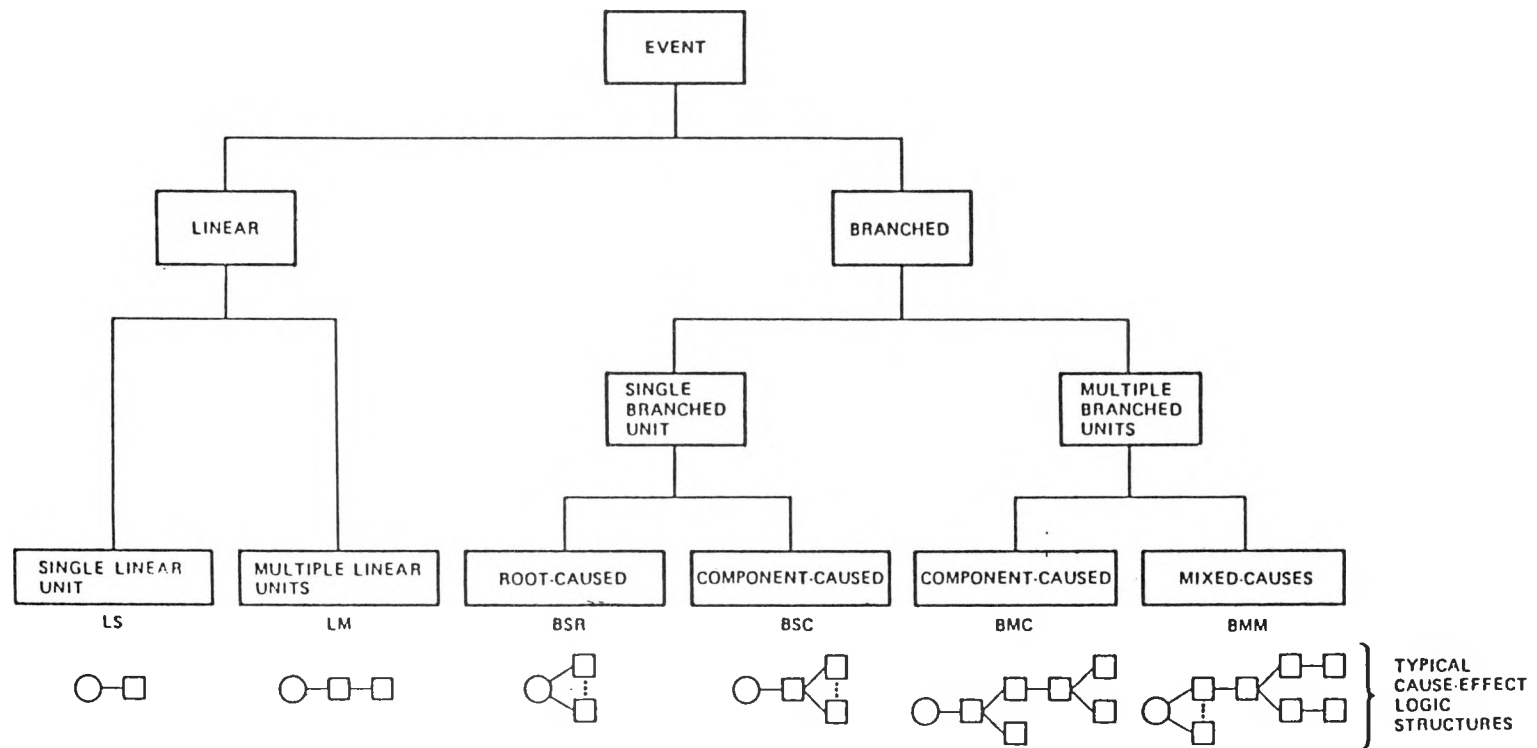 EVENT
LINEAR
BRANCHED
SINGLE
BRANCHED
UNIT
MULTIPLE
BRANCHED
UNITS
SINGLE LINEAR
UNIT
MULTIPLE LINEAR
UNITS
ROOT-CAUSED
COMPONENT-CAUSED
COMPONENT-CAUSED
MIXED-CAUSES
LS
LM
BSR
BSC
BMC
BMM
TYPICAL
CAUSE-EFFECT
LOGIC
STRUCTURES